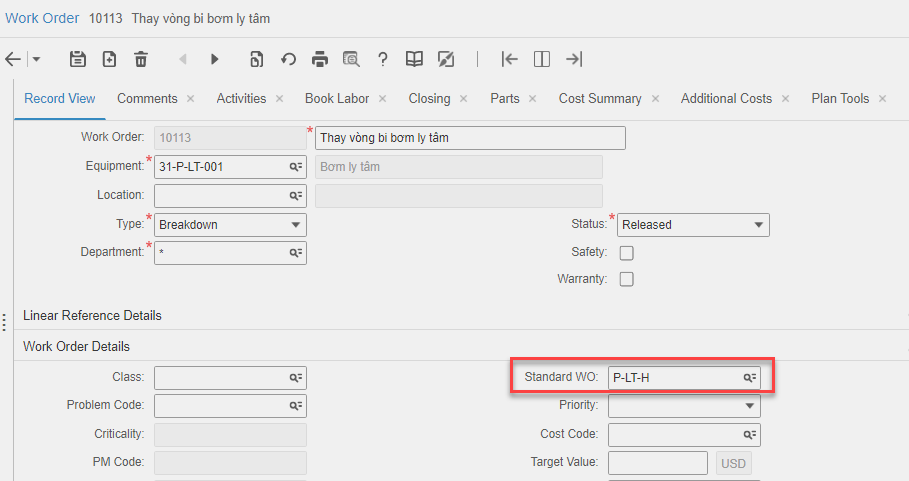 Work Order 10113 Thay vòng bi bơm ly tâm
Record View Comments × Activities × Book Labor × Closing × Parts × Cost Summary × Additional Costs × Plan Tools ×
Work Order: 10113 * Thay vòng bi bơm ly tâm
Equipment: * 31-P-LT-001 Bơm ly tâm
Location:
Type: * Breakdown Status: * Released
Department: * * Safety:
Warranty:
Linear Reference Details
Work Order Details
Class: Standard WO: P-LT-H
Problem Code: Priority:
Criticality: Cost Code:
PM Code: Target Value: USD